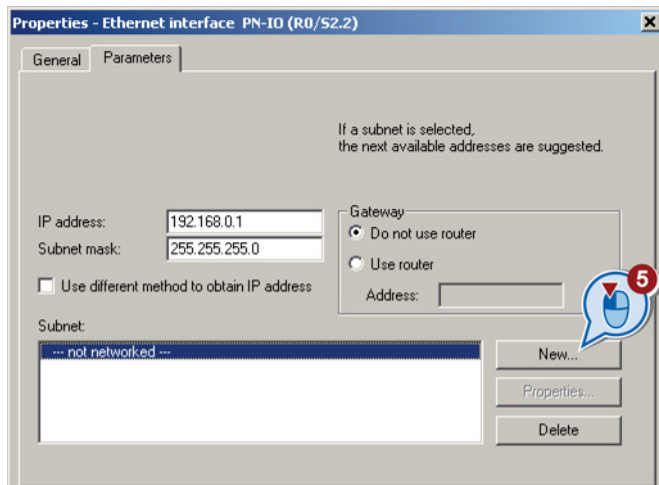 Properties - Ethernet interface PN-IO (R0/S2.2)
General
Parameters
If a subnet is selected,
the next available addresses are suggested.
IP address:
192.168.0.1
Subnet mask:
255.255.255.0
Use different method to obtain IP address
Gateway
Do not use router
Use router
Address:
5
Subnet:
--- not networked ---
New...
Properties...
Delete